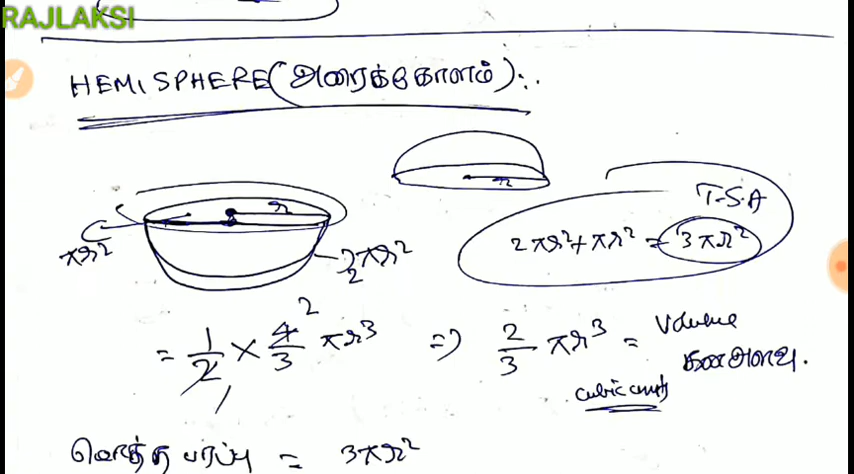 RAJLAKSI
HEMISPHERE (அரைக்கோளம்):.
r
T.S.A
r
2πr²+πr² = 3πr²
πr²
2πr²
= 1/2 × 4/3 πr³ ⇒ 2/3 πr³ = Volume
2
கனஅளவு.
cubic units
மொத்த பரப்பு = 3πr²